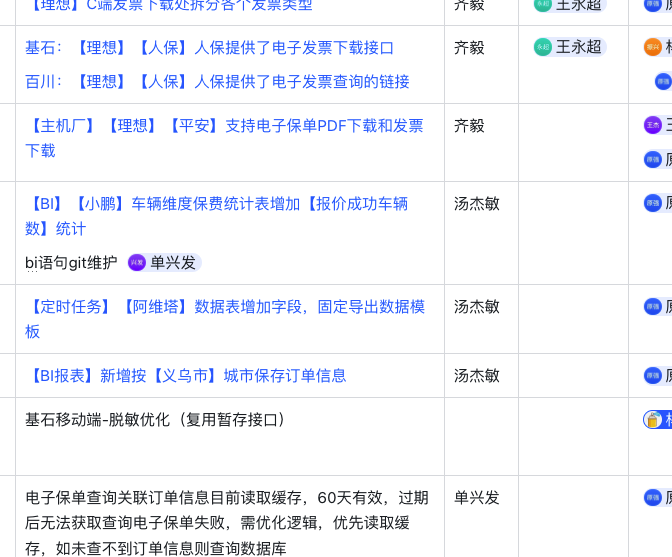 【理想】C端发票下载处拆分各个发票类型 齐毅 王永超
基石：【理想】【人保】人保提供了电子发票下载接口 齐毅 王永超
百川：【理想】【人保】人保提供了电子发票查询的链接
【主机厂】【理想】【平安】支持电子保单PDF下载和发票 齐毅
下载
【BI】【小鹏】车辆维度保费统计表增加【报价成功车辆 汤杰敏
数】统计
bi语句git维护 兴发 单兴发
【定时任务】【阿维塔】数据表增加字段，固定导出数据模 汤杰敏
板
【BI报表】新增按【义乌市】城市保存订单信息 汤杰敏
基石移动端-脱敏优化（复用暂存接口）
电子保单查询关联订单信息目前读取缓存，60天有效，过期 单兴发
后无法获取查询电子保单失败，需优化逻辑，优先读取缓
存，如未查不到订单信息则查询数据库